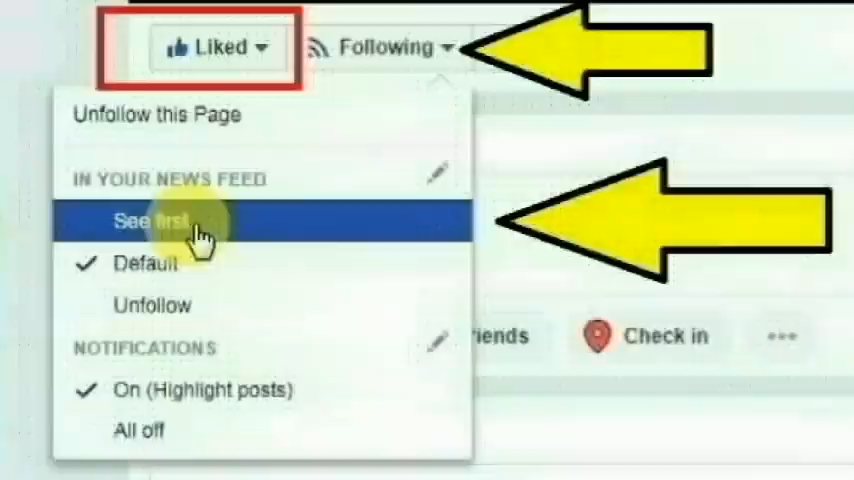 Liked
Following
Unfollow this Page
IN YOUR NEWS FEED
See first
Default
Unfollow
riends
Check in
NOTIFICATIONS
On (Highlight posts)
All off